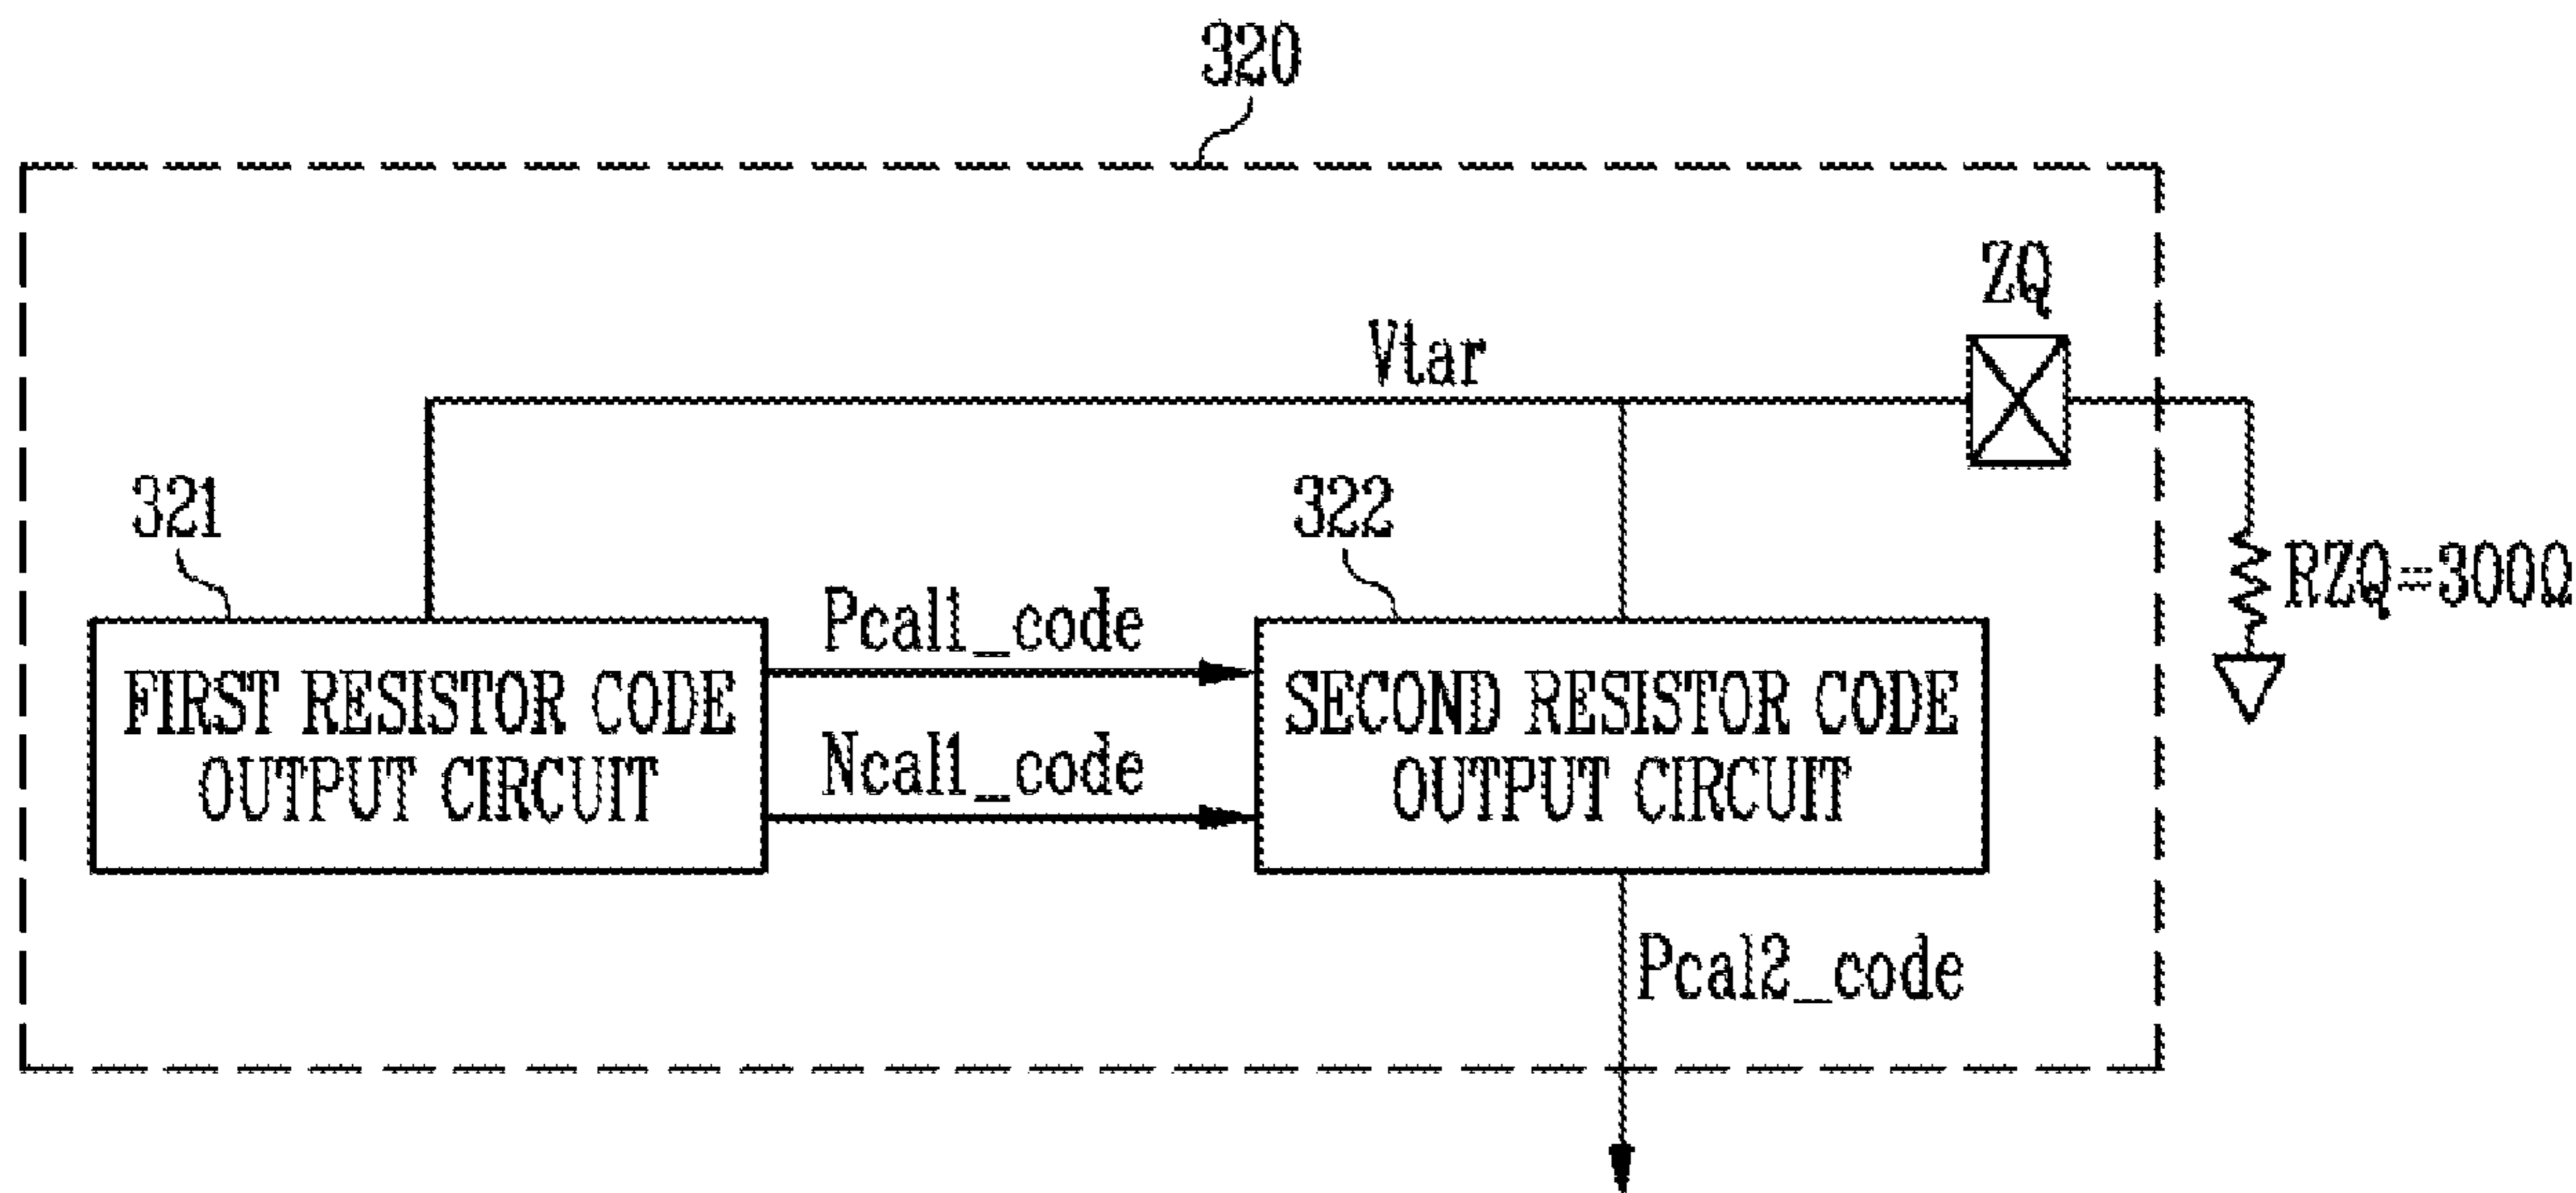 320
ZQ
Vtar
321
322
RZQ=300Ω
Pcal1_code
FIRST RESISTOR CODE
OUTPUT CIRCUIT
Ncal1_code
SECOND RESISTOR CODE
OUTPUT CIRCUIT
Pcal2_code